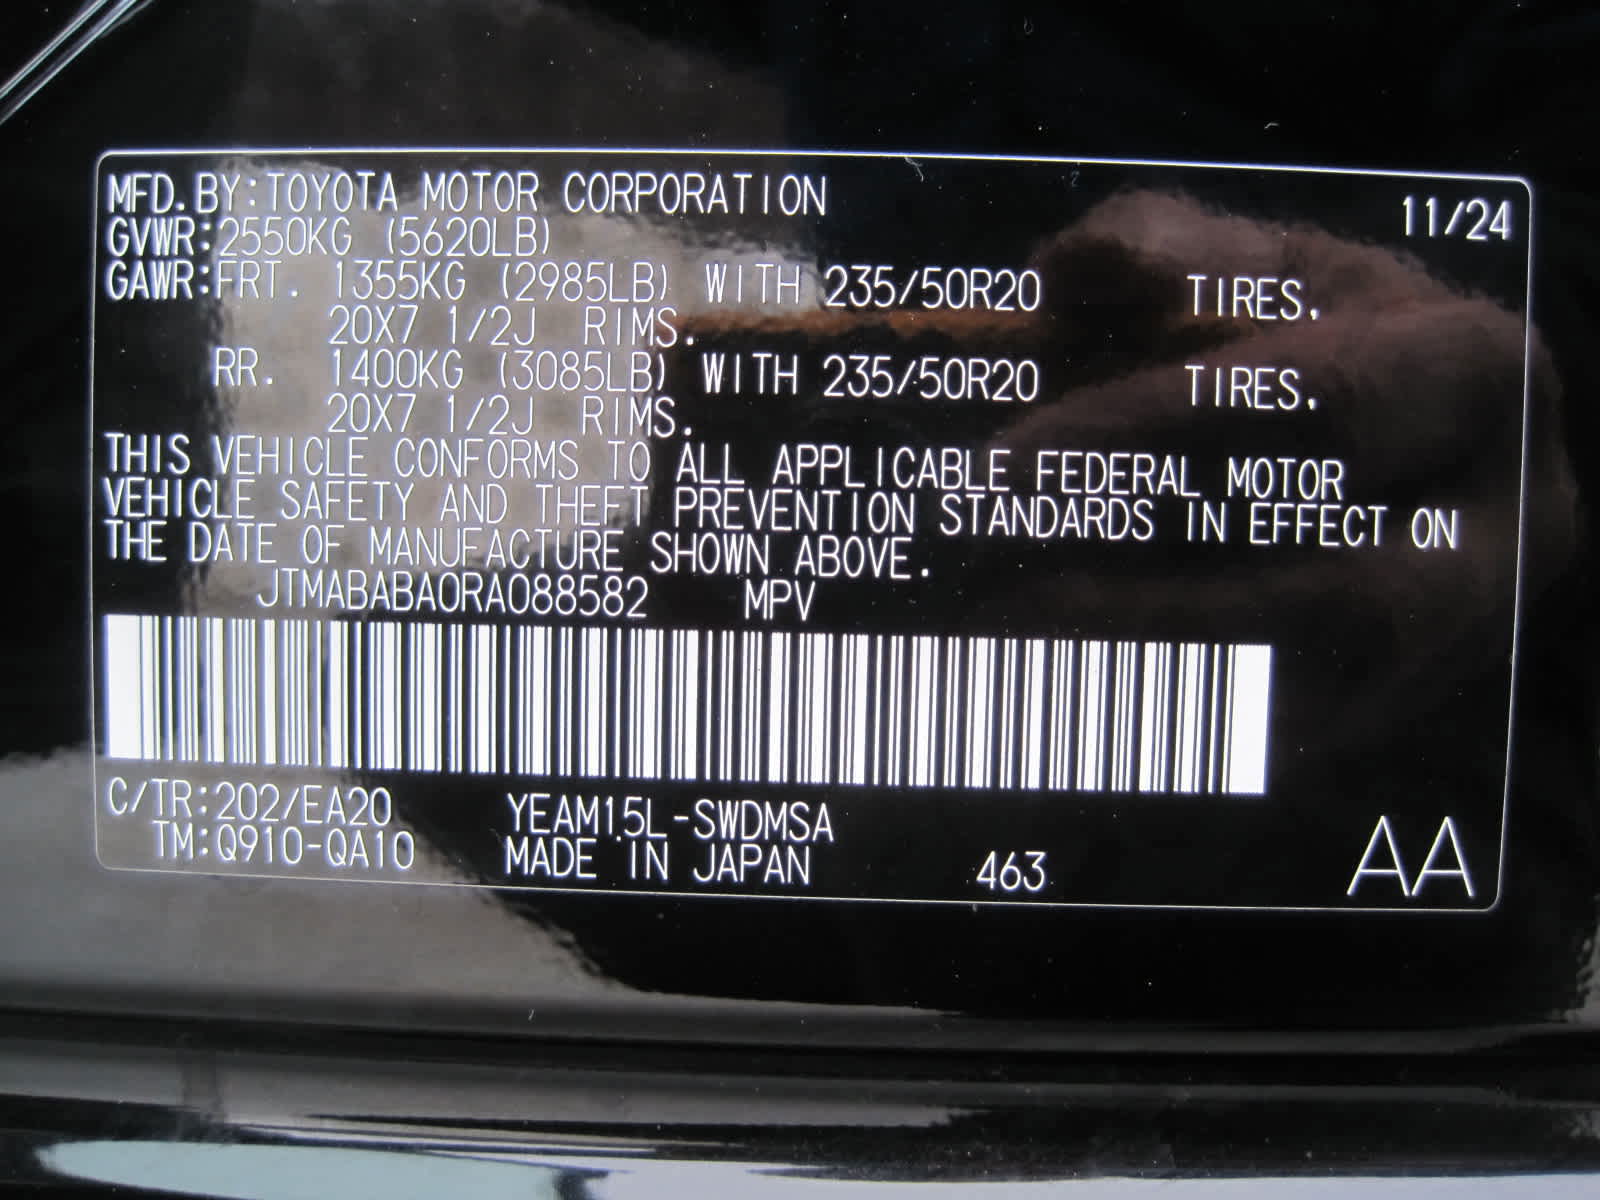 MFD.BY:TOYOTA MOTOR CORPORATION 11/24
GVWR:2550KG (5620LB)
GAWR:FRT. 1355KG (2985LB) WITH 235/50R20 TIRES,
20X7 1/2J RIMS.
RR. 1400KG (3085LB) WITH 235/50R20 TIRES,
20X7 1/2J RIMS.
THIS VEHICLE CONFORMS TO ALL APPLICABLE FEDERAL MOTOR
VEHICLE SAFETY AND THEFT PREVENTION STANDARDS IN EFFECT ON
THE DATE OF MANUFACTURE SHOWN ABOVE.
JTMABABA0RA088582 MPV
C/TR:202/EA20 YEAM15L-SWDMSA
TM:Q910-QA10 MADE IN JAPAN 463 AA